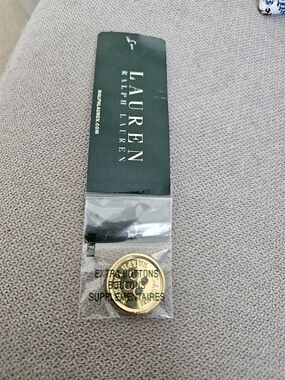 LAUREN
RALPH LAUREN
RALPHLAUREN.COM
EXTRA BUTTONS
BOUTONS
SUPPLÉMENTAIRES